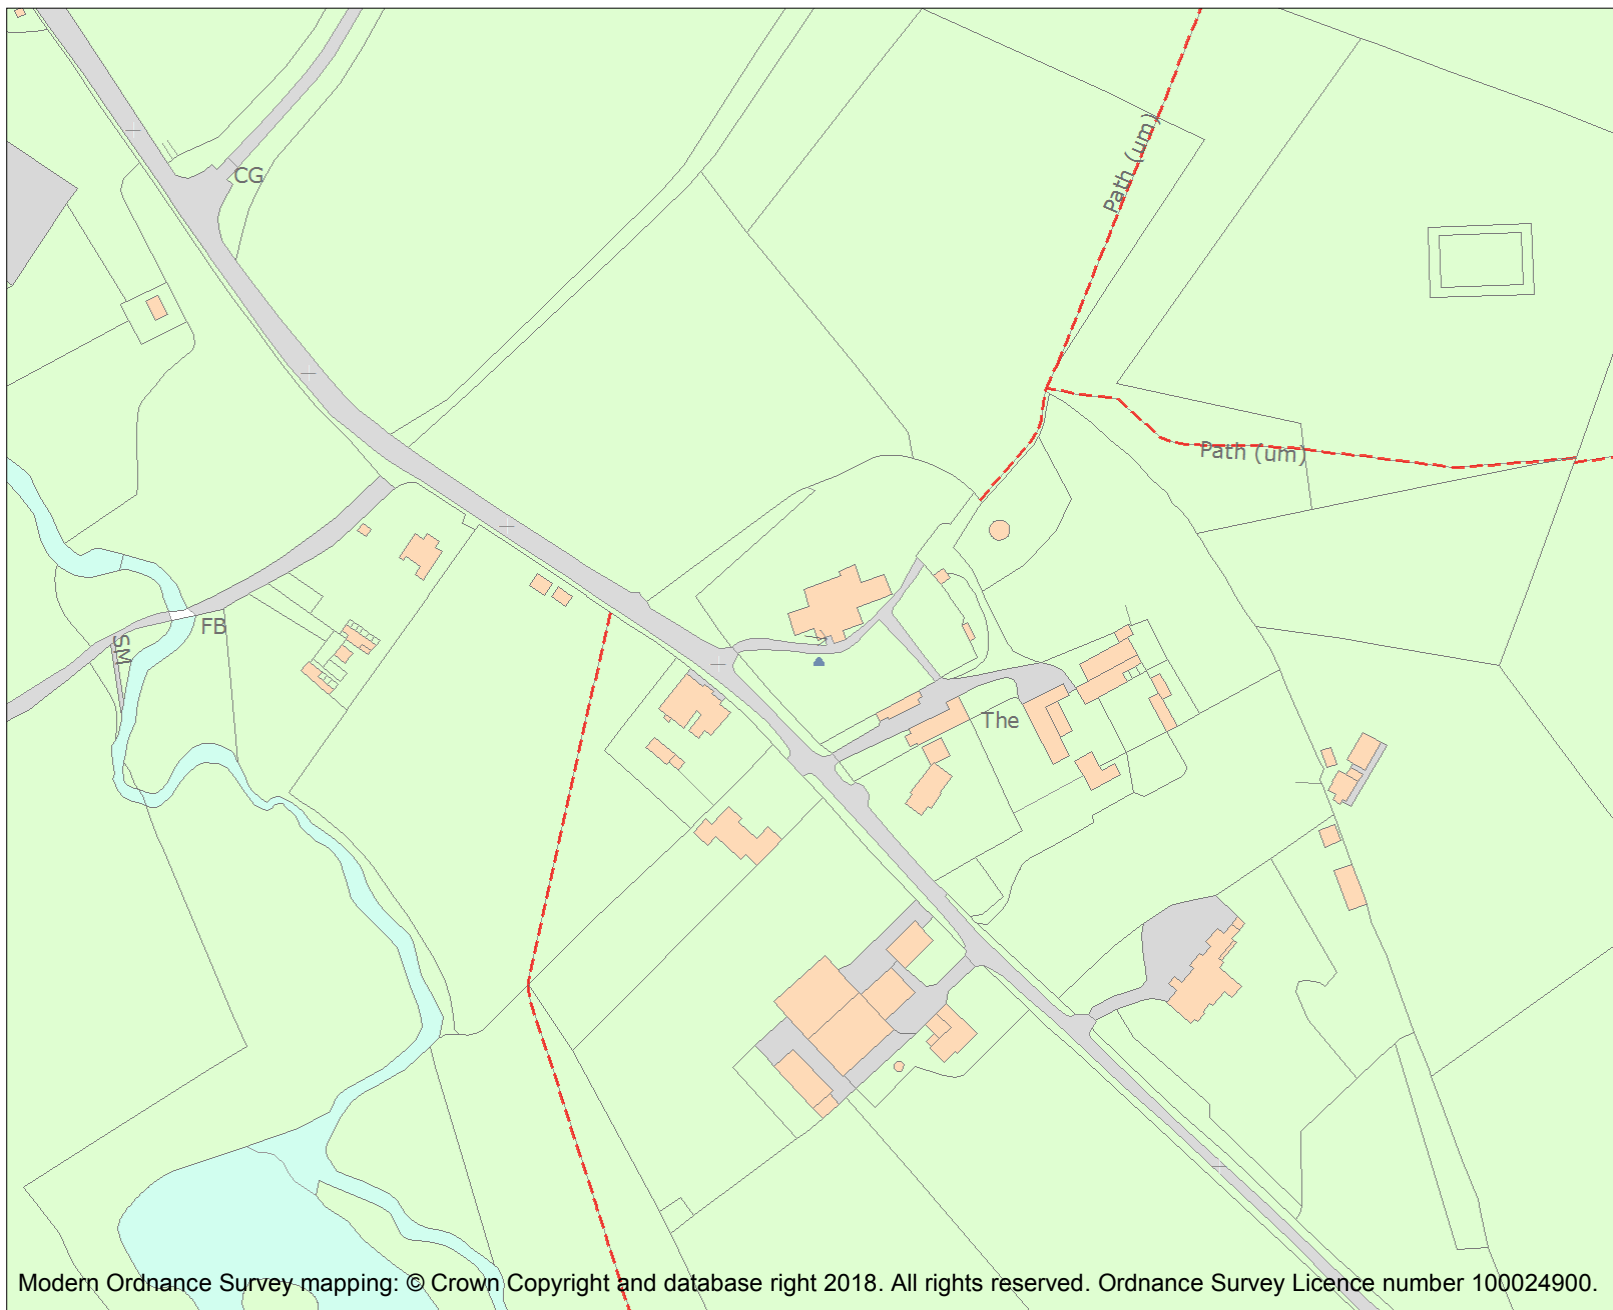 Path (um)
CG
Path (um)
FB
SM
The
Modern Ordnance Survey mapping: © Crown Copyright and database right 2018. All rights reserved. Ordnance Survey Licence number 100024900.